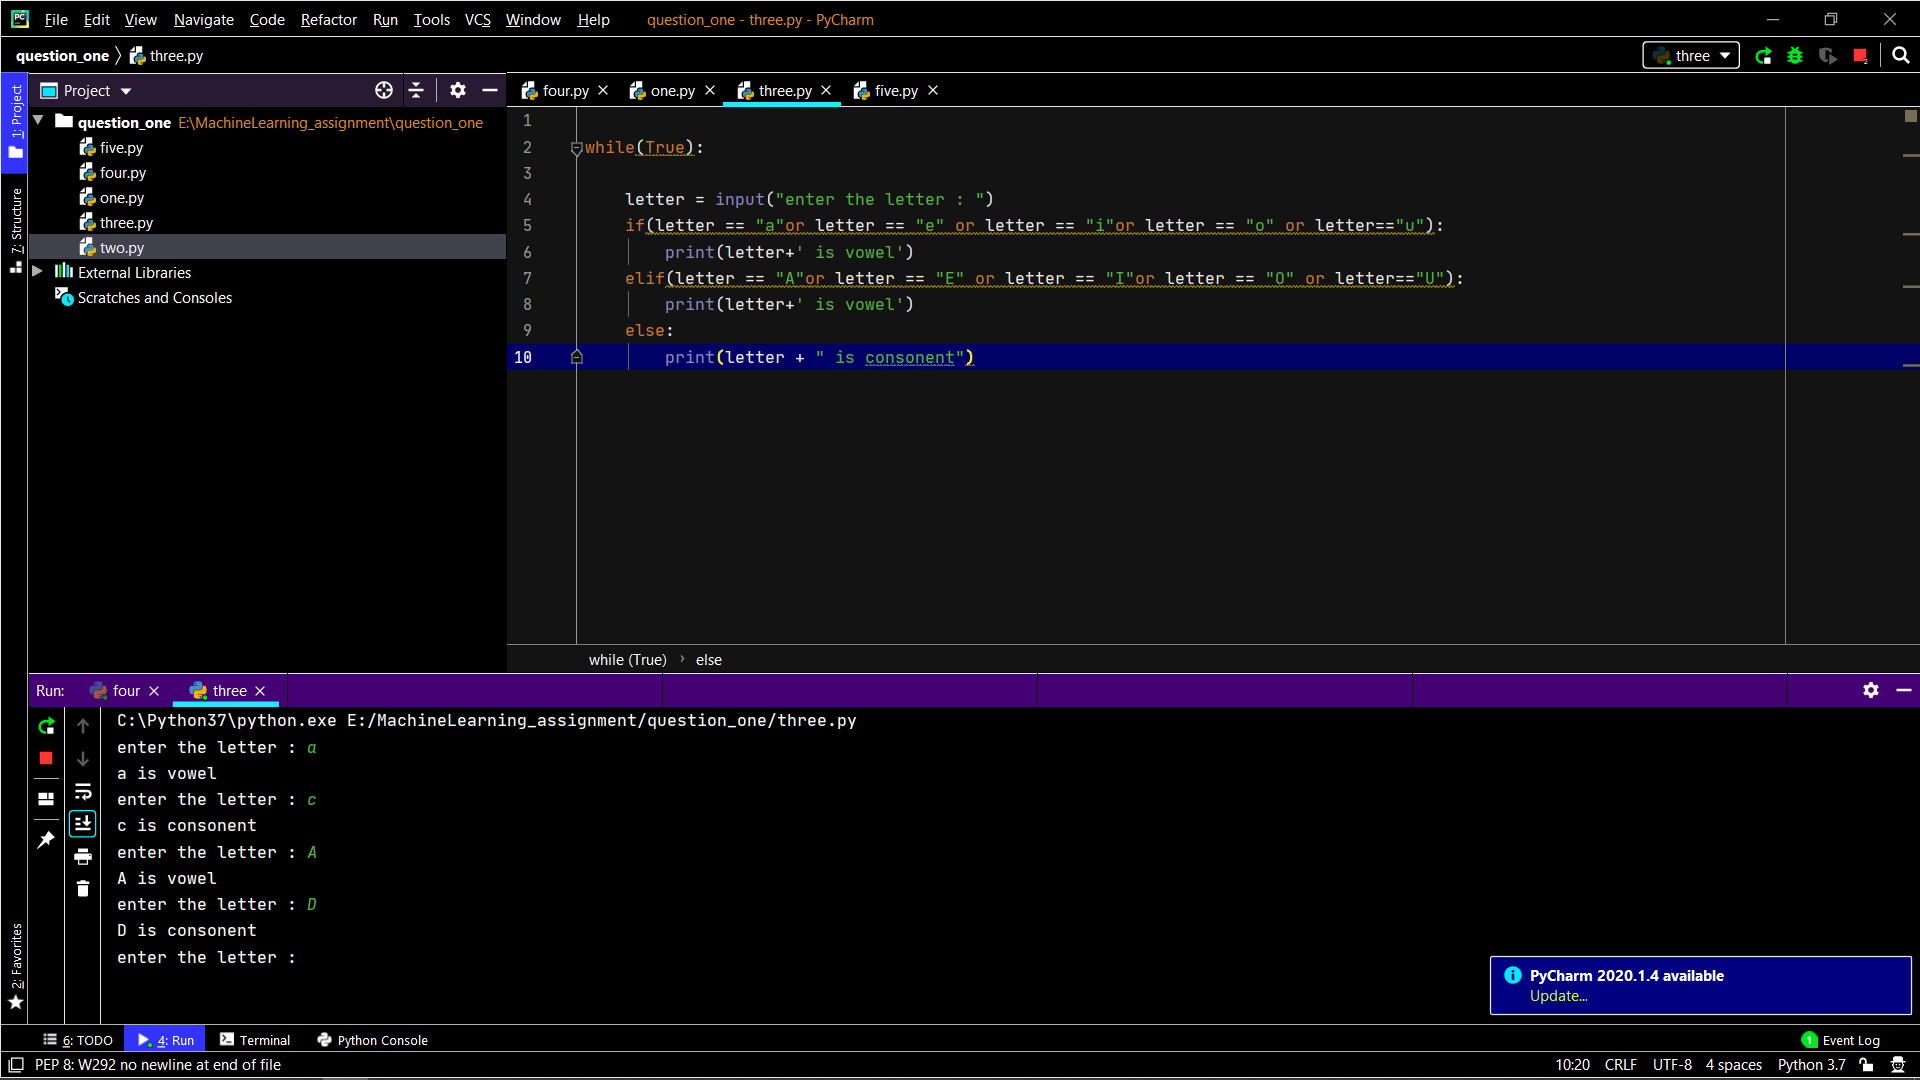 PC File Edit View Navigate Code Refactor Run Tools VCS Window Help question_one - three.py - PyCharm
question_one three.py three
1: Project
Project
question_one E:\MachineLearning_assignment\question_one
five.py
four.py
one.py
three.py
two.py
External Libraries
Scratches and Consoles
7: Structure
four.py one.py three.py five.py
1
2 while(True):
3
4 letter = input("enter the letter : ")
5 if(letter == "a"or letter == "e" or letter == "i"or letter == "o" or letter=="u"):
6 print(letter+' is vowel')
7 elif(letter == "A"or letter == "E" or letter == "I"or letter == "O" or letter=="U"):
8 print(letter+' is vowel')
9 else:
10 print(letter + " is consonent")
while (True) › else
Run: four three
C:\Python37\python.exe E:/MachineLearning_assignment/question_one/three.py
enter the letter : a
a is vowel
enter the letter : c
c is consonent
enter the letter : A
A is vowel
enter the letter : D
D is consonent
enter the letter :
2: Favorites
PyCharm 2020.1.4 available
Update...
6: TODO 4: Run Terminal Python Console 1 Event Log
PEP 8: W292 no newline at end of file 10:20 CRLF UTF-8 4 spaces Python 3.7